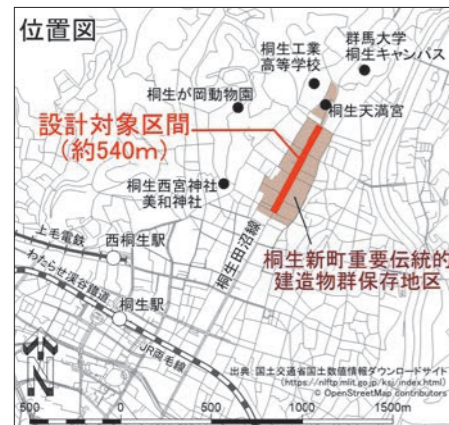 位置図
桐生工業
高等学校
群馬大学
桐生キャンパス
桐生が岡動物園
桐生天満宮
設計対象区間
(約540m)
桐生西宮神社
美和神社
上毛電鉄
西桐生駅
桐生田沼線
桐生新町重要伝統的
建造物群保存地区
わたらせ渓谷鐵道
桐生駅
JR両毛線
N
出典:国土交通省国土数値情報ダウンロードサイト
(https://nlftp.mlit.go.jp/ksj/index.html)
© OpenStreetMap contributors
500 0 500 1000 1500m